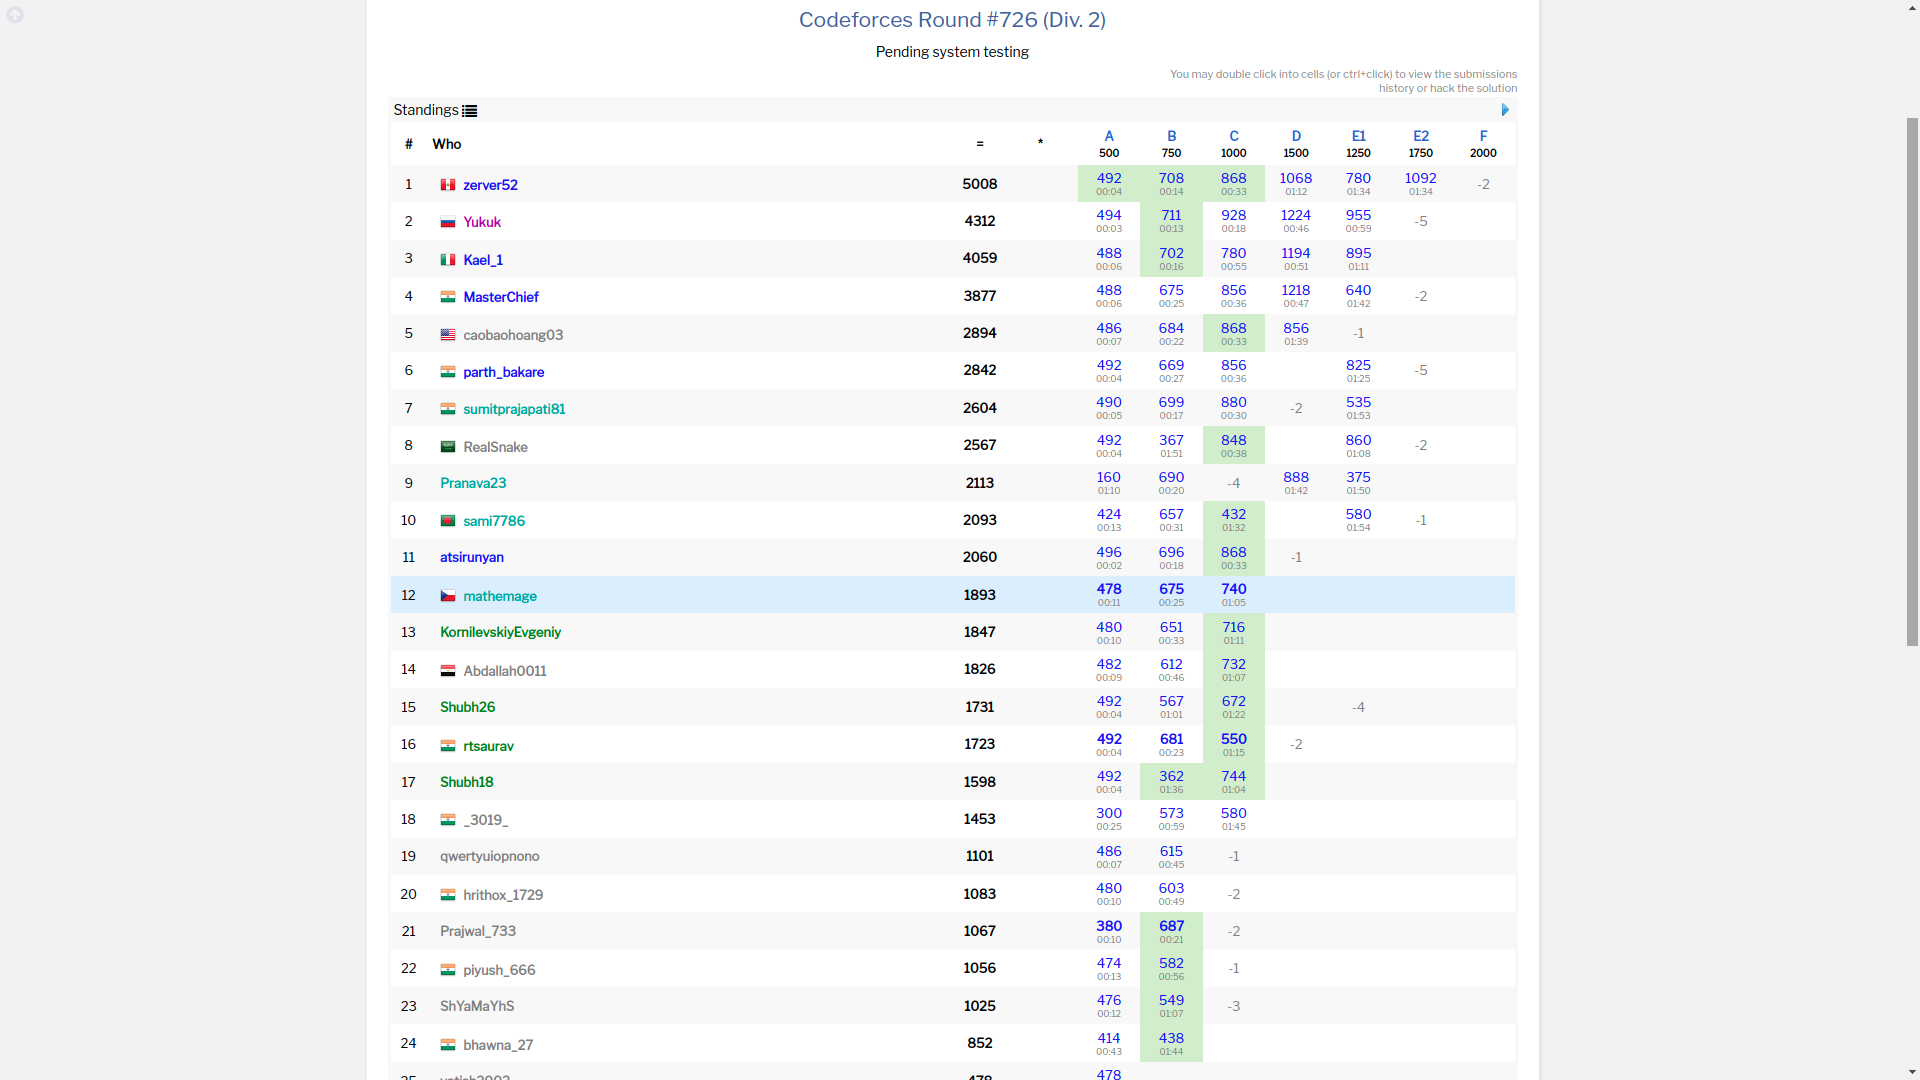 Codeforces Round #726 (Div. 2)
Pending system testing
You may double click into cells (or ctrl+click) to view the submissions
history or hack the solution
Standings
# Who = * A B C D E1 E2 F
500 750 1000 1500 1250 1750 2000
1 zerver52 5008 492 708 868 1068 780 1092 -2
00:04 00:14 00:33 01:12 01:34 01:34
2 Yukuk 4312 494 711 928 1224 955 -5
00:03 00:13 00:18 00:46 00:59
3 Kael_1 4059 488 702 780 1194 895
00:06 00:16 00:55 00:51 01:11
4 MasterChief 3877 488 675 856 1218 640 -2
00:06 00:25 00:36 00:47 01:42
5 caobaohoang03 2894 486 684 868 856 -1
00:07 00:22 00:33 01:39
6 parth_bakare 2842 492 669 856 825 -5
00:04 00:27 00:36 01:25
7 sumitprajapati81 2604 490 699 880 -2 535
00:05 00:17 00:30 01:53
8 RealSnake 2567 492 367 848 860 -2
00:04 01:51 00:38 01:08
9 Pranava23 2113 160 690 -4 888 375
01:10 00:20 01:42 01:50
10 sami7786 2093 424 657 432 580 -1
00:13 00:31 01:32 01:54
11 atsirunyan 2060 496 696 868 -1
00:02 00:18 00:33
12 mathemage 1893 478 675 740
00:11 00:25 01:05
13 KornilevskiyEvgeniy 1847 480 651 716
00:10 00:33 01:11
14 Abdallah0011 1826 482 612 732
00:09 00:46 01:07
15 Shubh26 1731 492 567 672 -4
00:04 01:01 01:22
16 rtsaurav 1723 492 681 550 -2
00:04 00:23 01:15
17 Shubh18 1598 492 362 744
00:04 01:36 01:04
18 _3019_ 1453 300 573 580
00:25 00:59 01:45
19 qwertyuiopnono 1101 486 615 -1
00:07 00:45
20 hrithox_1729 1083 480 603 -2
00:10 00:49
21 Prajwal_733 1067 380 687 -2
00:10 00:21
22 piyush_666 1056 474 582 -1
00:13 00:56
23 ShYaMaYhS 1025 476 549 -3
00:12 01:07
24 bhawna_27 852 414 438
00:43 01:44
478 478